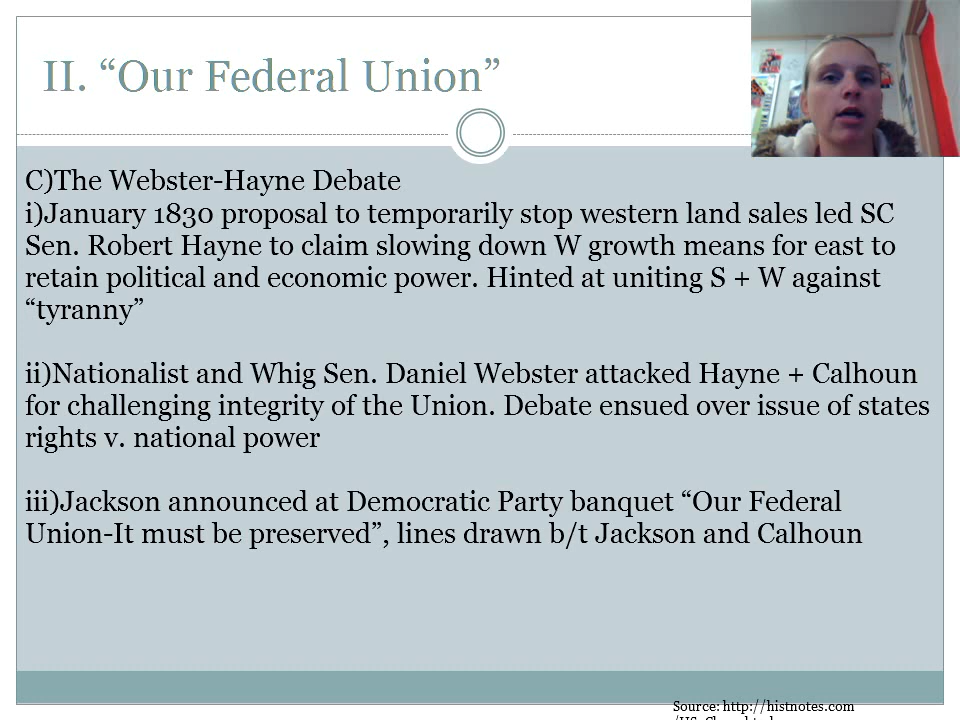 II. “Our Federal Union”
C)The Webster-Hayne Debate
i)January 1830 proposal to temporarily stop western land sales led SC
Sen. Robert Hayne to claim slowing down W growth means for east to
retain political and economic power. Hinted at uniting S + W against
“tyranny”
ii)Nationalist and Whig Sen. Daniel Webster attacked Hayne + Calhoun
for challenging integrity of the Union. Debate ensued over issue of states
rights v. national power
iii)Jackson announced at Democratic Party banquet “Our Federal
Union-It must be preserved”, lines drawn b/t Jackson and Calhoun
Source: http://histnotes.com